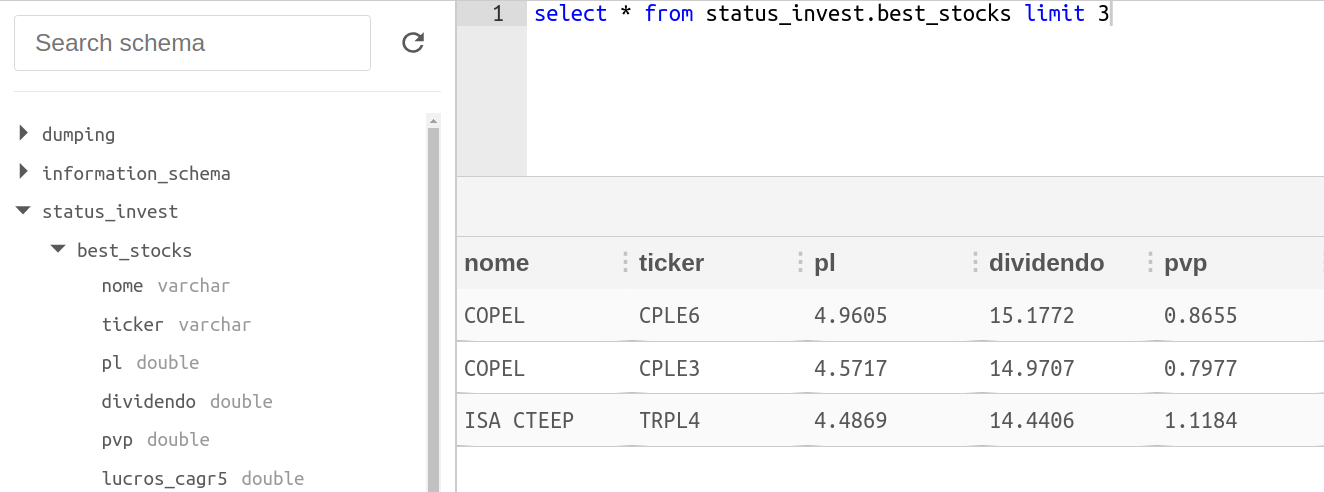 Search schema
dumping
information_schema
status_invest
best_stocks
nome varchar
ticker varchar
pl double
dividendo double
pvp double
lucros_cagr5 double
1 select * from status_invest.best_stocks limit 3
nome ticker pl dividendo pvp
COPEL CPLE6 4.9605 15.1772 0.8655
COPEL CPLE3 4.5717 14.9707 0.7977
ISA CTEEP TRPL4 4.4869 14.4406 1.1184